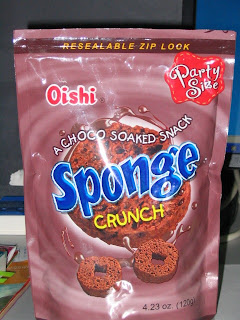 RESEALABLE ZIP LOCK
Party
Size
Oishi
A CHOCO SOAKED SNACK
Sponge
CRUNCH
4.23 oz. (120g)